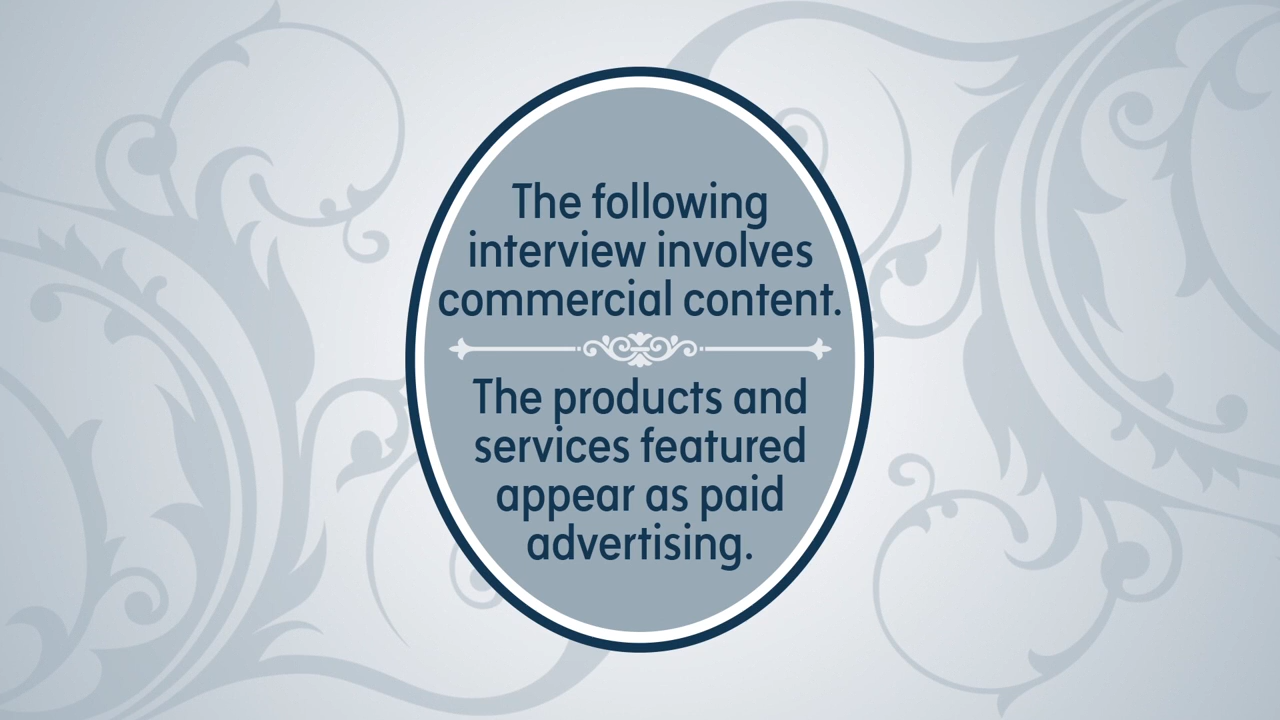 The following
interview involves
commercial content.
The products and
services featured
appear as paid
advertising.